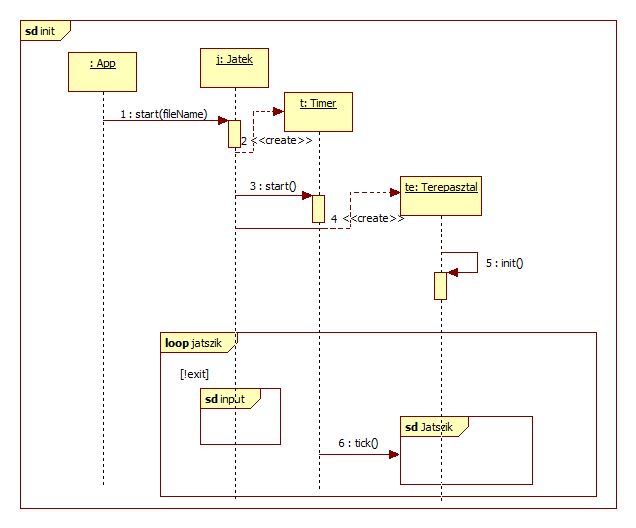 sd init
: App
j: Jatek
t: Timer
1 : start(fileName)
2 <<create>>
3 : start()
te: Terepasztal
4 <<create>>
5 : init()
loop jatszik
[!exit]
sd input
sd Jatszik
6 : tick()